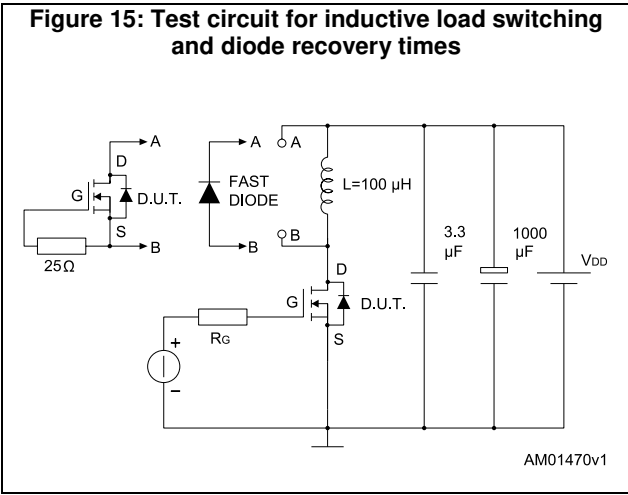 Figure 15: Test circuit for inductive load switching
and diode recovery times
A
D
G
D.U.T.
S
B
25Ω
A
FAST
DIODE
B
A
B
L=100 µH
D
G
D.U.T.
S
RG
+
−
3.3
µF
1000
µF
VDD
AM01470v1